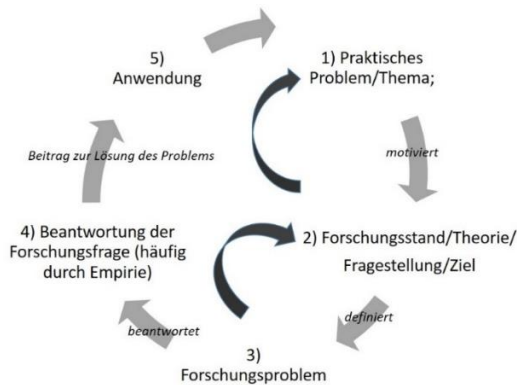 1) Praktisches
Problem/Thema;
motiviert
2) Forschungsstand/Theorie/
Fragestellung/Ziel
definiert
3)
Forschungsproblem
beantwortet
4) Beantwortung der
Forschungsfrage (häufig
durch Empirie)
Beitrag zur Lösung des Problems
5)
Anwendung